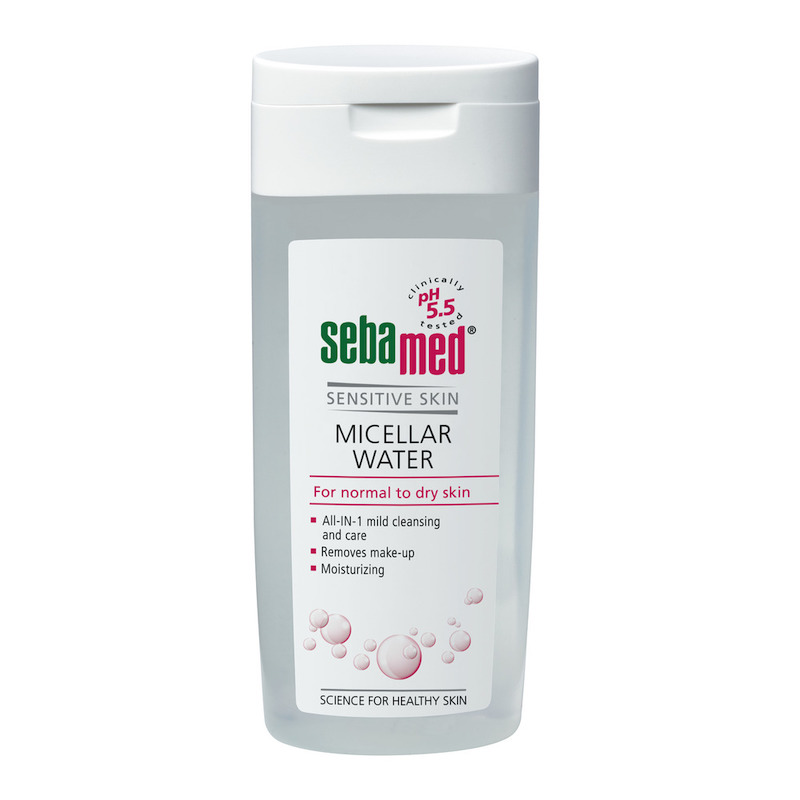 clinically
pH
5.5
tested
sebamed®
SENSITIVE SKIN
MICELLAR
WATER
For normal to dry skin
▪ All-IN-1 mild cleansing
and care
▪ Removes make-up
▪ Moisturizing
SCIENCE FOR HEALTHY SKIN